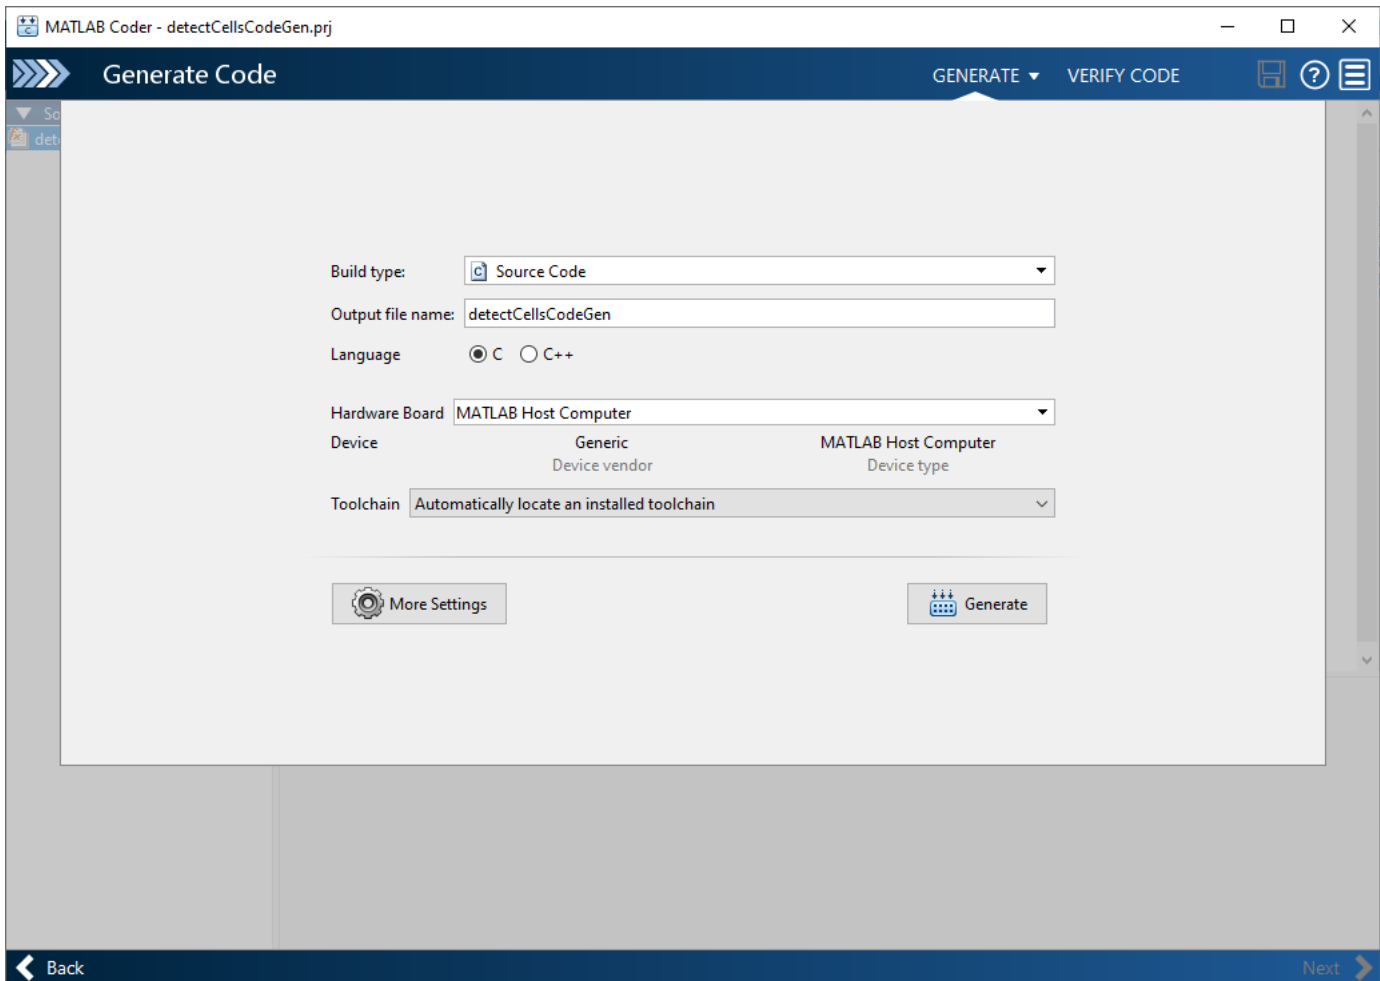 MATLAB Coder - detectCellsCodeGen.prj
Generate Code
GENERATE
VERIFY CODE
So
dete
Build type:
Source Code
Output file name:
detectCellsCodeGen
Language
C
C++
Hardware Board
MATLAB Host Computer
Device
Generic
MATLAB Host Computer
Device vendor
Device type
Toolchain
Automatically locate an installed toolchain
More Settings
Generate
Back
Next